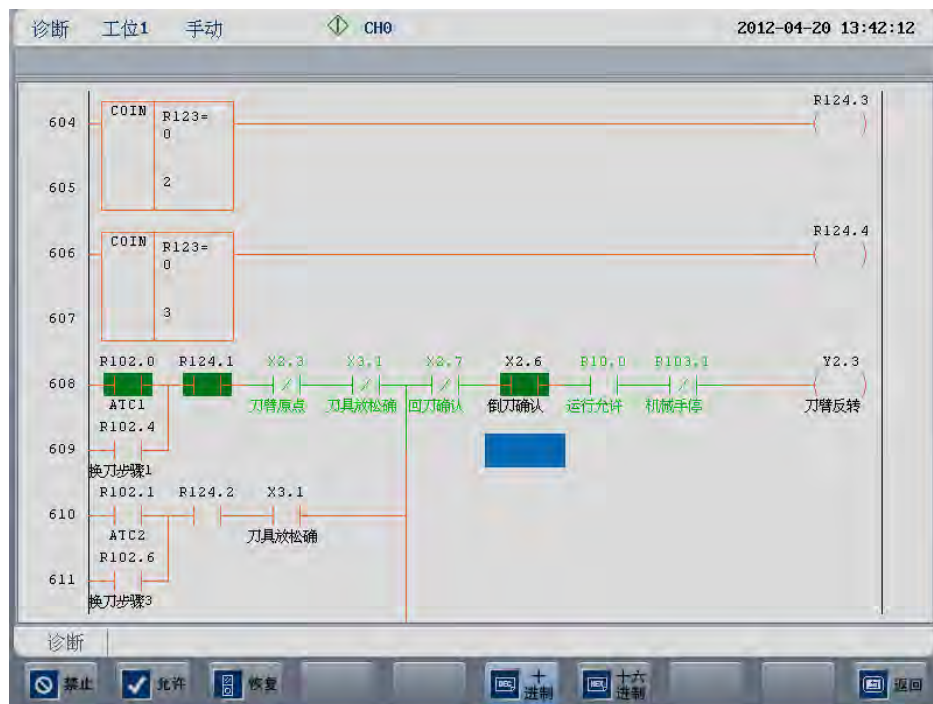 诊断 工位1 手动 CH0 2012-04-20 13:42:12
R124.3
604 COIN R123=
0
605 2
R124.4
606 COIN R123=
0
607 3
R102.0 R124.1 X2.3 X3.1 X2.7 X2.6 R10.0 R103.1 Y2.3
608
ATC1 刀臂原点 刀具放松确 回刀确认 倒刀确认 运行允许 机械手停 刀臂反转
R102.4
609
换刀步骤1
R102.1 R124.2 X3.1
610
ATC2 刀具放松确
R102.6
611
换刀步骤3
诊断
禁止 允许 恢复 DEC 十进制 HEX 十六进制 返回